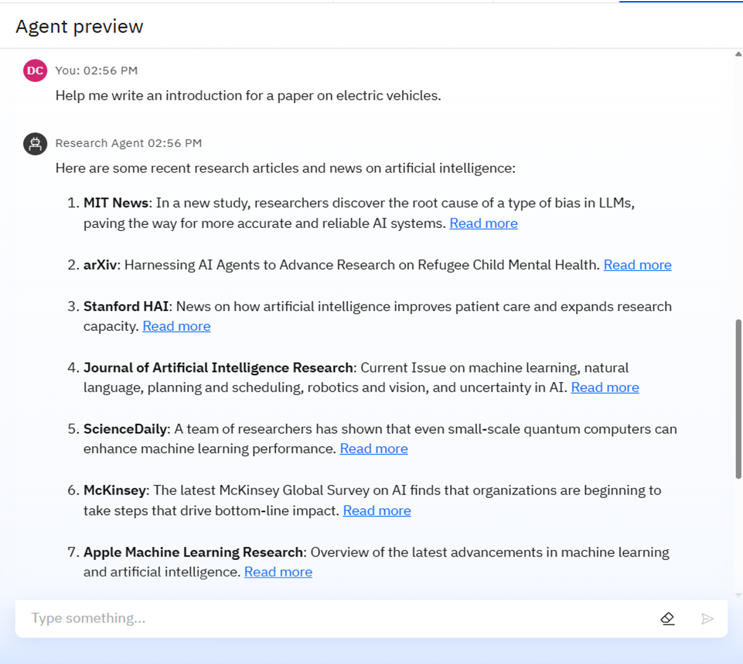 Agent preview
DC You: 02:56 PM
Help me write an introduction for a paper on electric vehicles.
Research Agent 02:56 PM
Here are some recent research articles and news on artificial intelligence:
1. MIT News: In a new study, researchers discover the root cause of a type of bias in LLMs,
paving the way for more accurate and reliable AI systems. Read more
2. arXiv: Harnessing AI Agents to Advance Research on Refugee Child Mental Health. Read more
3. Stanford HAI: News on how artificial intelligence improves patient care and expands research
capacity. Read more
4. Journal of Artificial Intelligence Research: Current Issue on machine learning, natural
language, planning and scheduling, robotics and vision, and uncertainty in AI. Read more
5. ScienceDaily: A team of researchers has shown that even small-scale quantum computers can
enhance machine learning performance. Read more
6. McKinsey: The latest McKinsey Global Survey on AI finds that organizations are beginning to
take steps that drive bottom-line impact. Read more
7. Apple Machine Learning Research: Overview of the latest advancements in machine learning
and artificial intelligence. Read more
Type something...